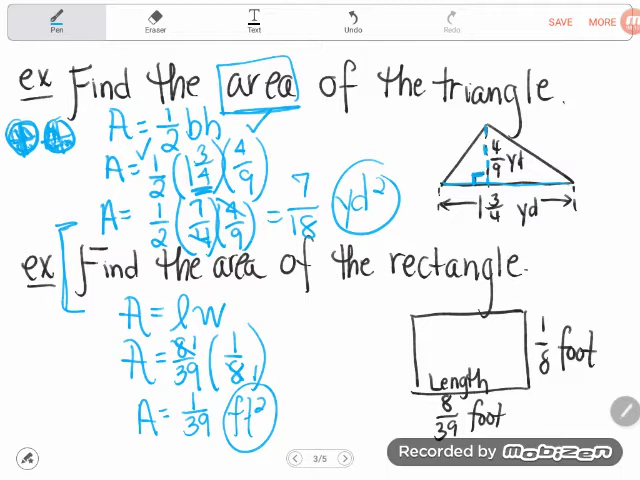 Pen
Eraser
Text
Undo
Redo
SAVE
MORE
ex Find the area of the triangle.
A = 1/2 bh
A = 1/2 (1 3/4)(4/9)
A = 1/2 (7/4)(4/9) = 7/18 yd²
4/9 yd
1 3/4 yd
ex Find the area of the rectangle.
A = lw
A = 8/39 (1/8)
A = 1/39 ft²
1/8 foot
Length
8/39 foot
3/5
Recorded by
mobizen